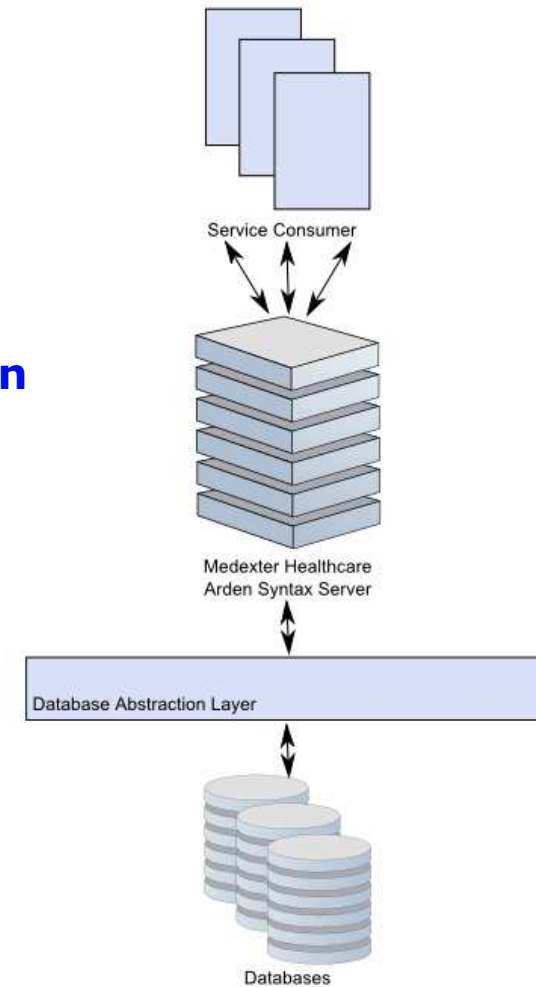 Service Consumer
n
Medexter Healthcare
Arden Syntax Server
Database Abstraction Layer
Databases